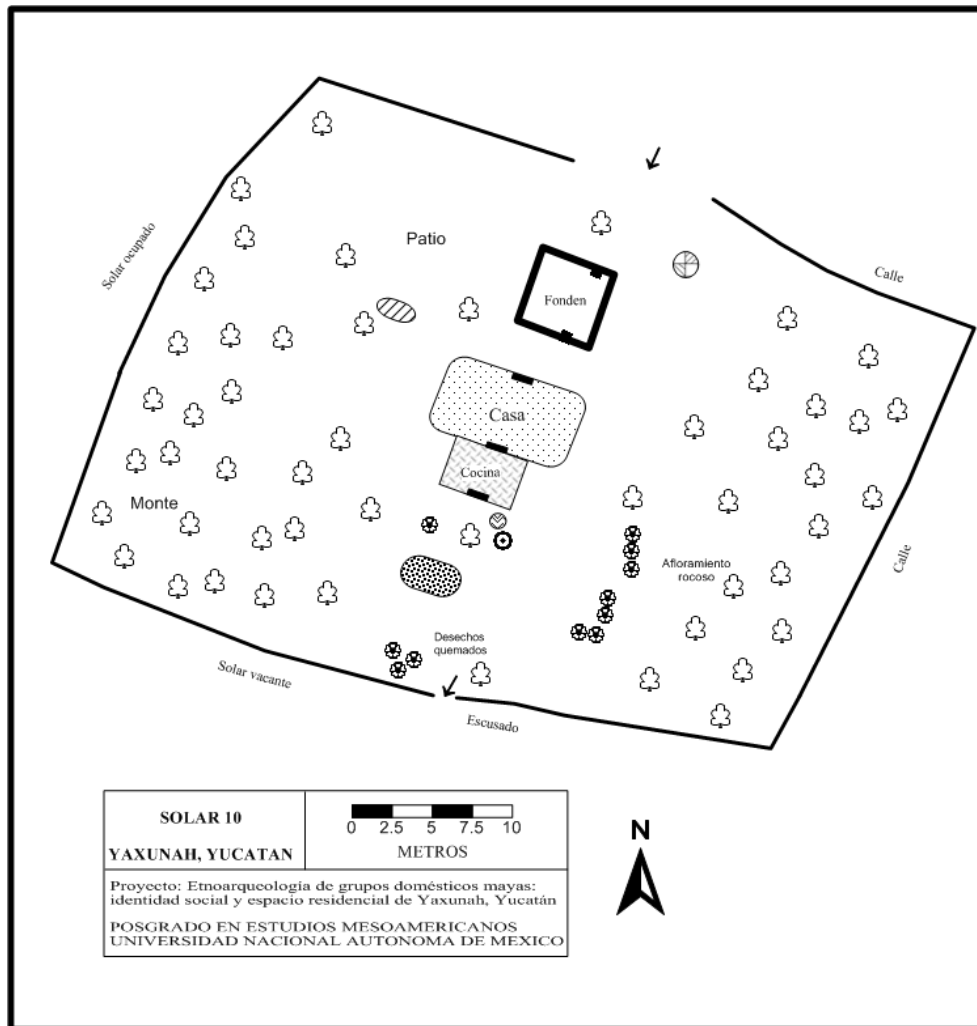 Patio
Solar ocupado
Calle
Fonden
Casa
Cocina
Monte
Afloramiento
rocoso
Calle
Desechos
quemados
Solar vacante
Escusado
SOLAR 10
YAXUNAH, YUCATAN
0 2.5 5 7.5 10
METROS
N
Proyecto: Etnoarqueología de grupos domésticos mayas:
identidad social y espacio residencial de Yaxunah, Yucatán
POSGRADO EN ESTUDIOS MESOAMERICANOS
UNIVERSIDAD NACIONAL AUTONOMA DE MEXICO